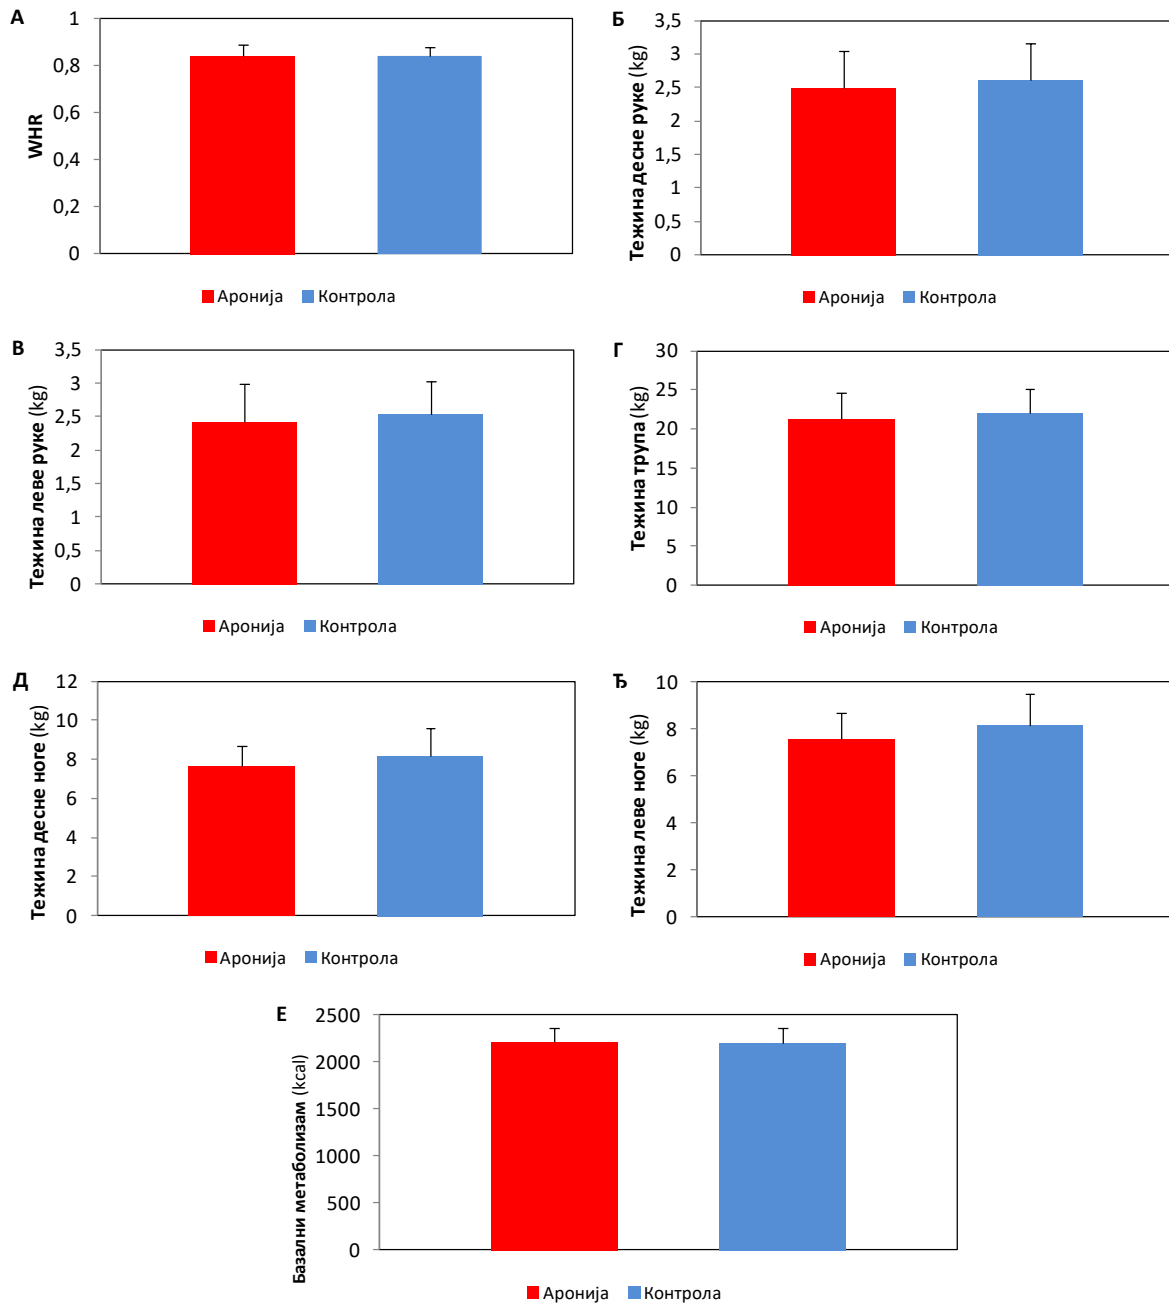 А
WHR
1
0,8
0,6
0,4
0,2
0
Аронија Контрола
Б
Тежина десне руке (kg)
3,5
3
2,5
2
1,5
1
0,5
0
Аронија Контрола
В
Тежина леве руке (kg)
3,5
3
2,5
2
1,5
1
0,5
0
Аронија Контрола
Г
Тежина трупа (kg)
30
25
20
15
10
5
0
Аронија Контрола
Д
Тежина десне ноге (kg)
12
10
8
6
4
2
0
Аронија Контрола
Ђ
Тежина леве ноге (kg)
10
8
6
4
2
0
Аронија Контрола
Е
Базални метаболизам (kcal)
2500
2000
1500
1000
500
0
Аронија Контрола